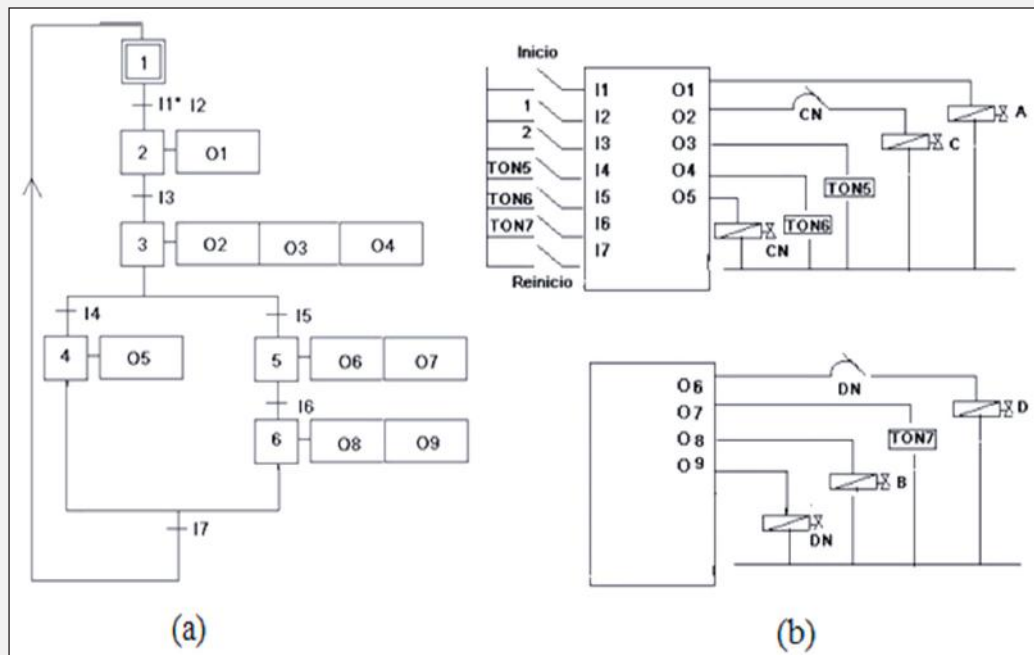 1
I1* I2
2 O1
I3
3 O2 O3 O4
I4 I5
4 O5 5 O6 O7
I6
6 O8 O9
I7
(a)
Inicio
1
2
TON5
TON6
TON7
Reinicio
I1
I2
I3
I4
I5
I6
I7
O1
O2
O3
O4
O5
A
CN
C
TON5
TON6
CN
O6
O7
O8
O9
DN
D
TON7
B
DN
(b)